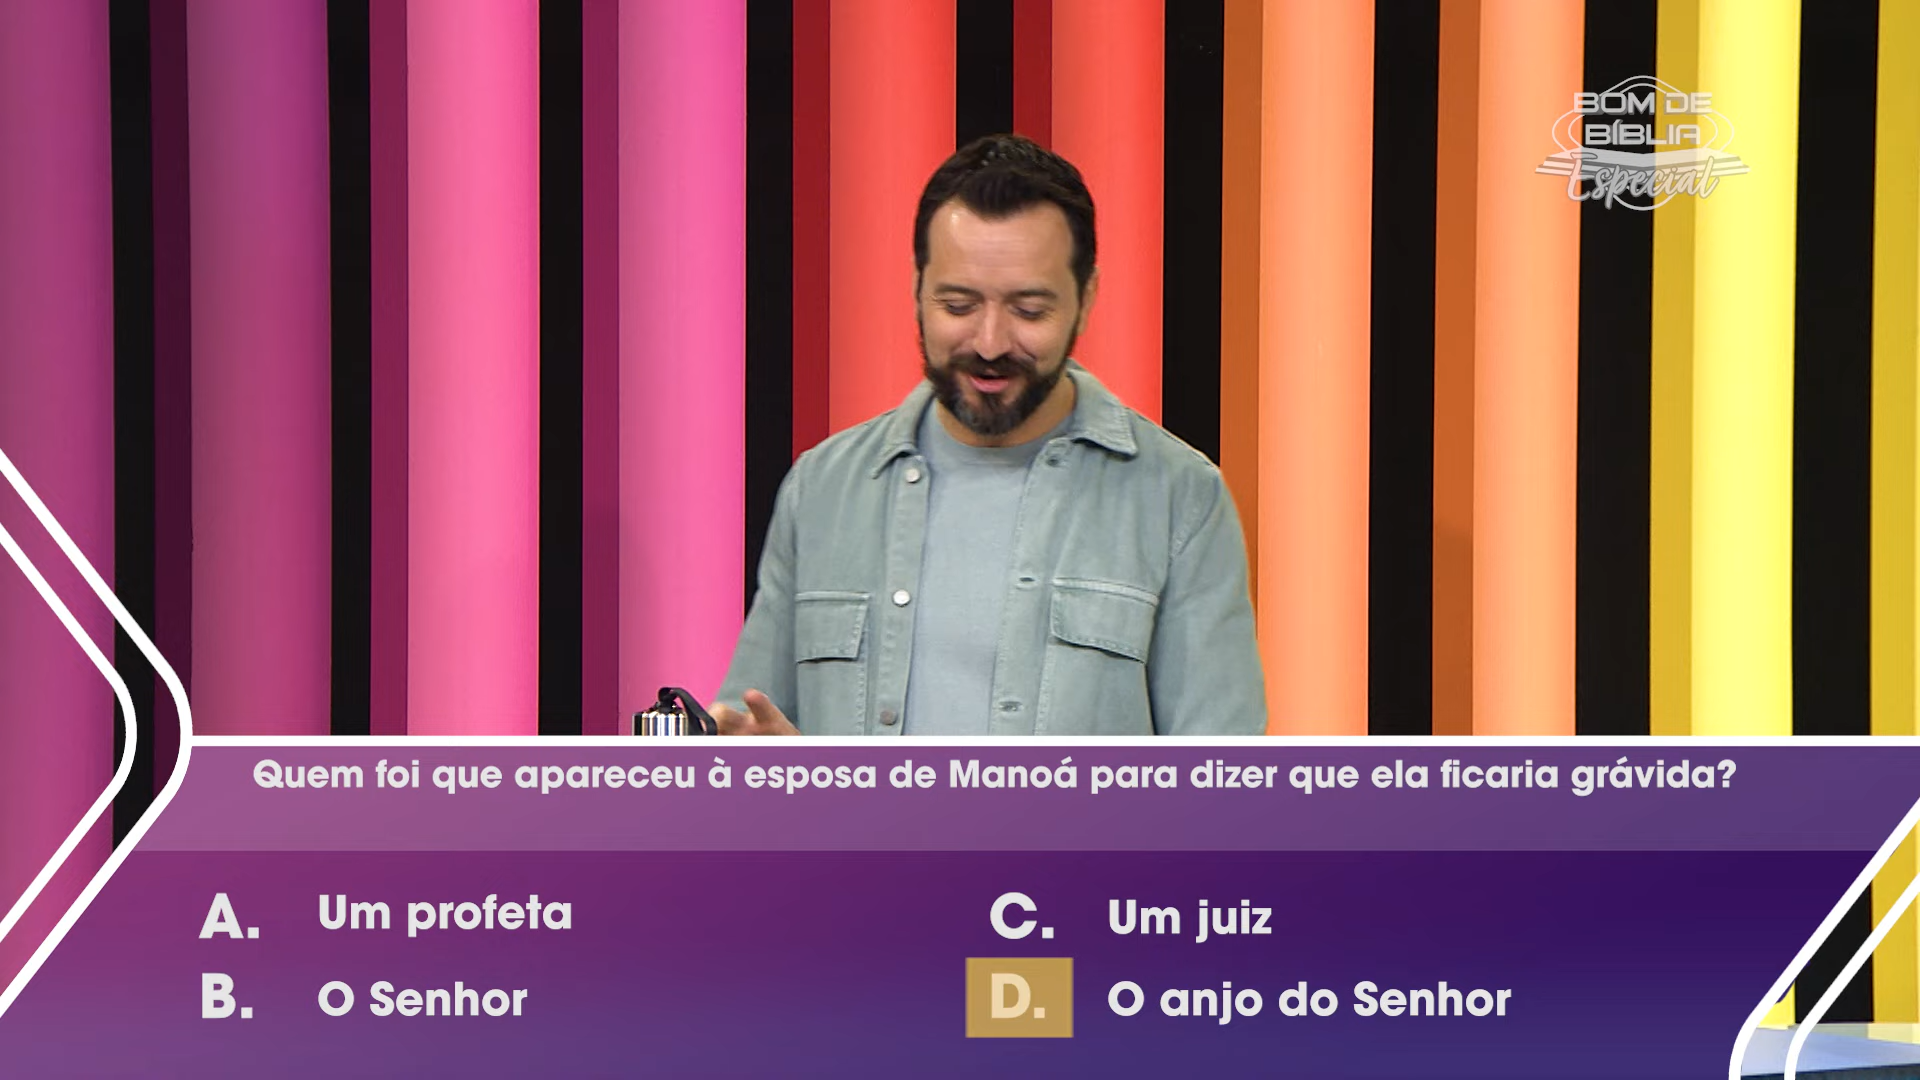 BOM DE
BÍBLIA
Especial
Quem foi que apareceu à esposa de Manoá para dizer que ela ficaria grávida?
A. Um profeta
B. O Senhor
C. Um juiz
D. O anjo do Senhor